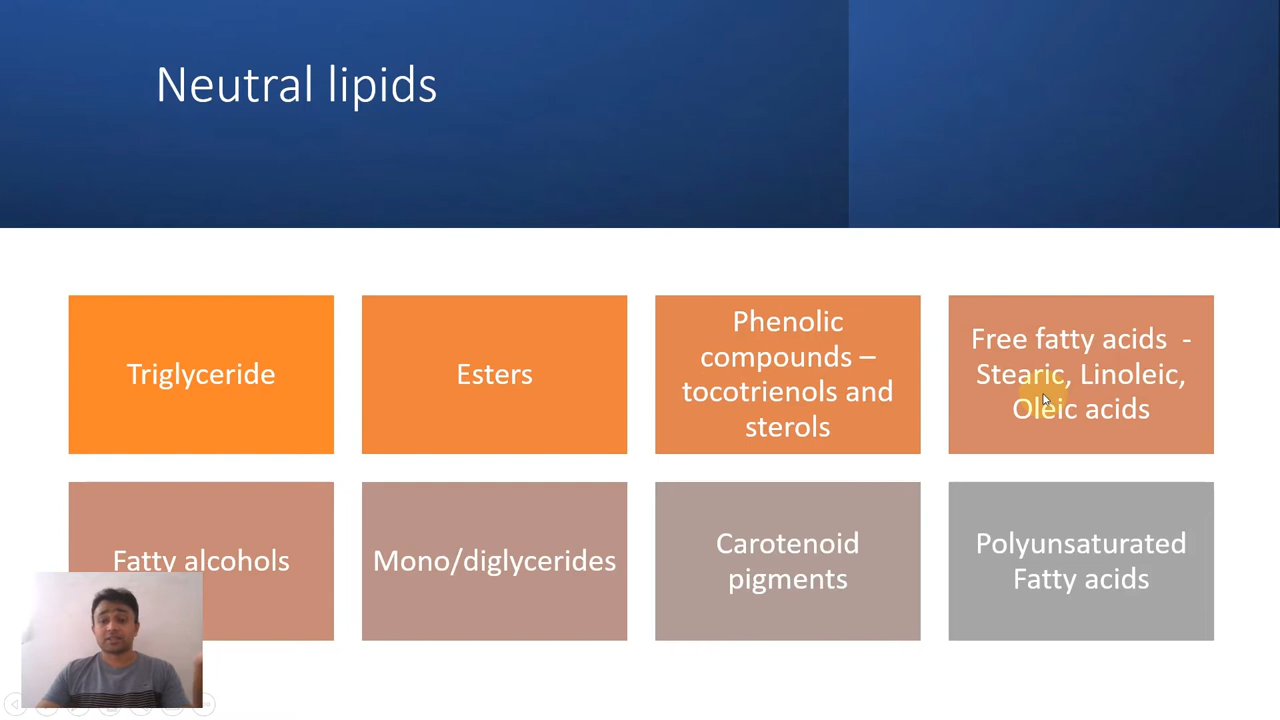 Neutral lipids
Triglyceride
Esters
Phenolic
compounds –
tocotrienols and
sterols
Free fatty acids  -
Stearic, Linoleic,
Oleic acids
Fatty alcohols
Mono/diglycerides
Carotenoid
pigments
Polyunsaturated
Fatty acids